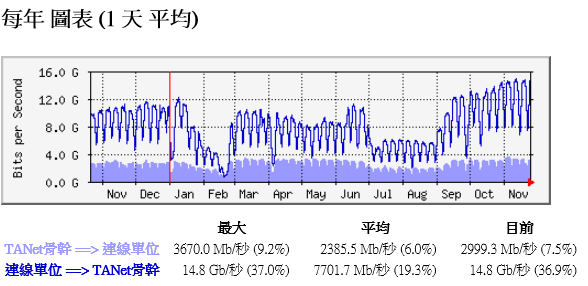 每年 圖表 (1 天 平均)
Bits per Second
16.0 G
12.0 G
8.0 G
4.0 G
0.0 G
Nov Dec Jan Feb Mar Apr May Jun Jul Aug Sep Oct Nov
最大 平均 目前
TANet骨幹 ==> 連線單位 3670.0 Mb/秒 (9.2%) 2385.5 Mb/秒 (6.0%) 2999.3 Mb/秒 (7.5%)
連線單位 ==> TANet骨幹 14.8 Gb/秒 (37.0%) 7701.7 Mb/秒 (19.3%) 14.8 Gb/秒 (36.9%)